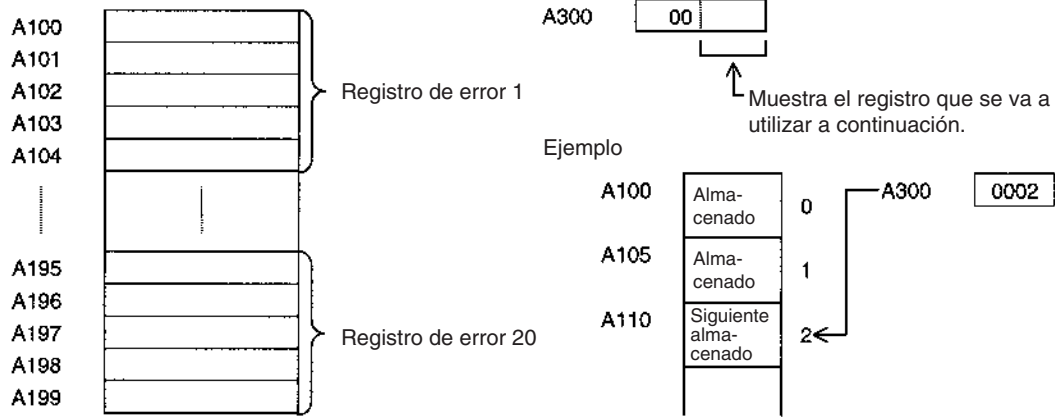 A100
A101
A102
A103
A104
Registro de error 1
A195
A196
A197
A198
A199
Registro de error 20
A300
00
Muestra el registro que se va a
utilizar a continuación.
Ejemplo
A100
Alma-
cenado
0
A300
0002
A105
Alma-
cenado
1
A110
Siguiente
alma-
cenado
2